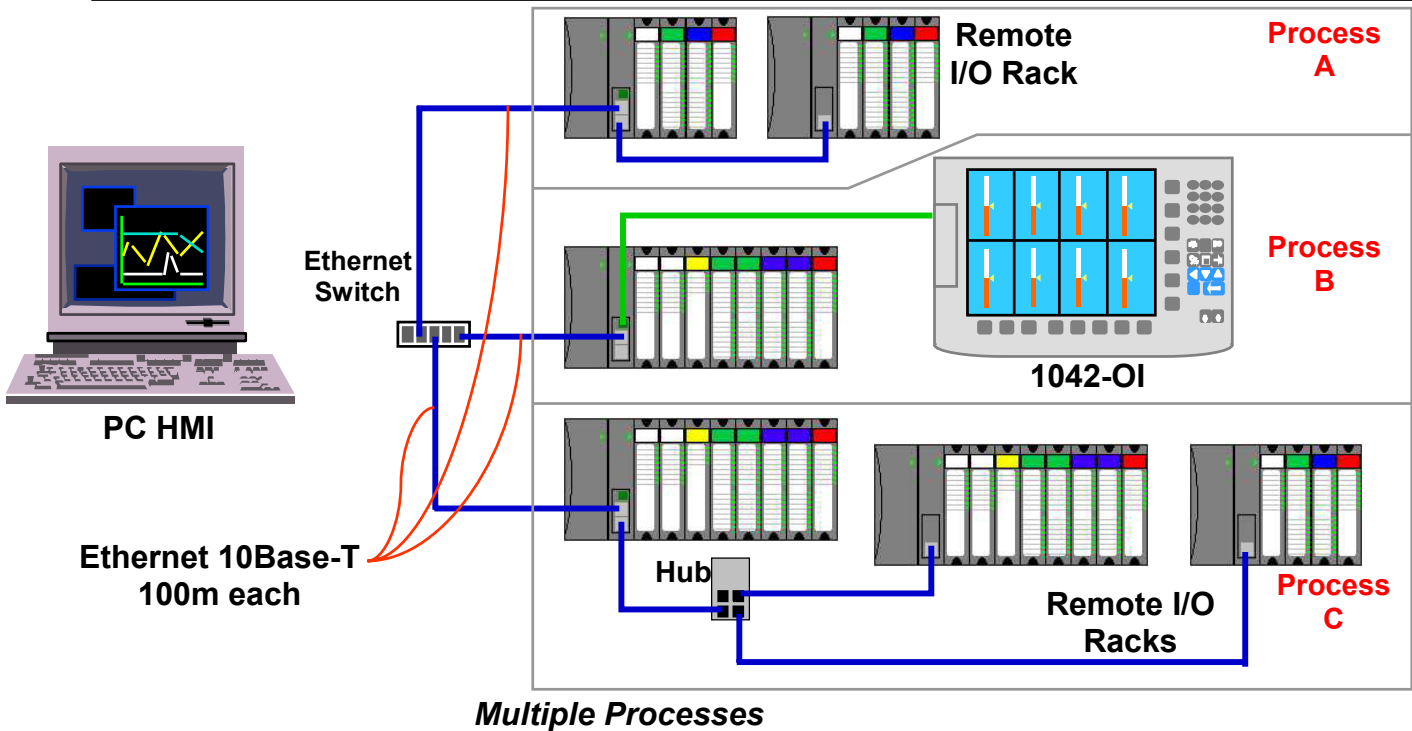 Remote
I/O Rack
Process
A
Ethernet
Switch
Process
B
1042-OI
PC HMI
Ethernet 10Base-T
100m each
Hub
Remote I/O
Racks
Process
C
Multiple Processes